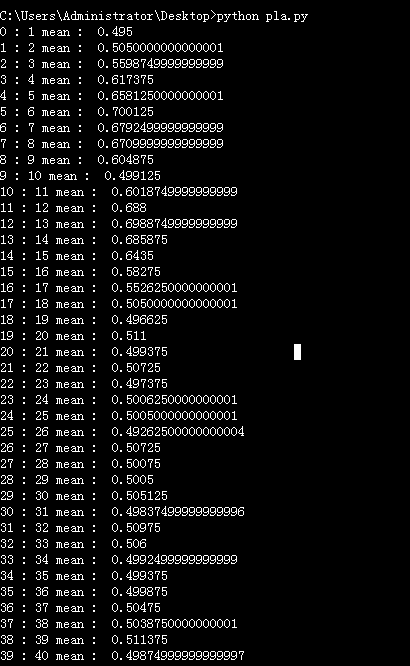 C:\Users\Administrator\Desktop>python pla.py
0 : 1 mean :  0.495
1 : 2 mean :  0.5050000000000001
2 : 3 mean :  0.5598749999999999
3 : 4 mean :  0.617375
4 : 5 mean :  0.6581250000000001
5 : 6 mean :  0.700125
6 : 7 mean :  0.6792499999999999
7 : 8 mean :  0.6709999999999999
8 : 9 mean :  0.604875
9 : 10 mean :  0.499125
10 : 11 mean :  0.6018749999999999
11 : 12 mean :  0.688
12 : 13 mean :  0.6988749999999999
13 : 14 mean :  0.685875
14 : 15 mean :  0.6435
15 : 16 mean :  0.58275
16 : 17 mean :  0.5526250000000001
17 : 18 mean :  0.5050000000000001
18 : 19 mean :  0.496625
19 : 20 mean :  0.511
20 : 21 mean :  0.499375
21 : 22 mean :  0.50725
22 : 23 mean :  0.497375
23 : 24 mean :  0.5006250000000001
24 : 25 mean :  0.5005000000000001
25 : 26 mean :  0.49262500000000004
26 : 27 mean :  0.50725
27 : 28 mean :  0.50075
28 : 29 mean :  0.5005
29 : 30 mean :  0.505125
30 : 31 mean :  0.49837499999999996
31 : 32 mean :  0.50975
32 : 33 mean :  0.506
33 : 34 mean :  0.4992499999999999
34 : 35 mean :  0.499375
35 : 36 mean :  0.499875
36 : 37 mean :  0.50475
37 : 38 mean :  0.5038750000000001
38 : 39 mean :  0.511375
39 : 40 mean :  0.49874999999999997